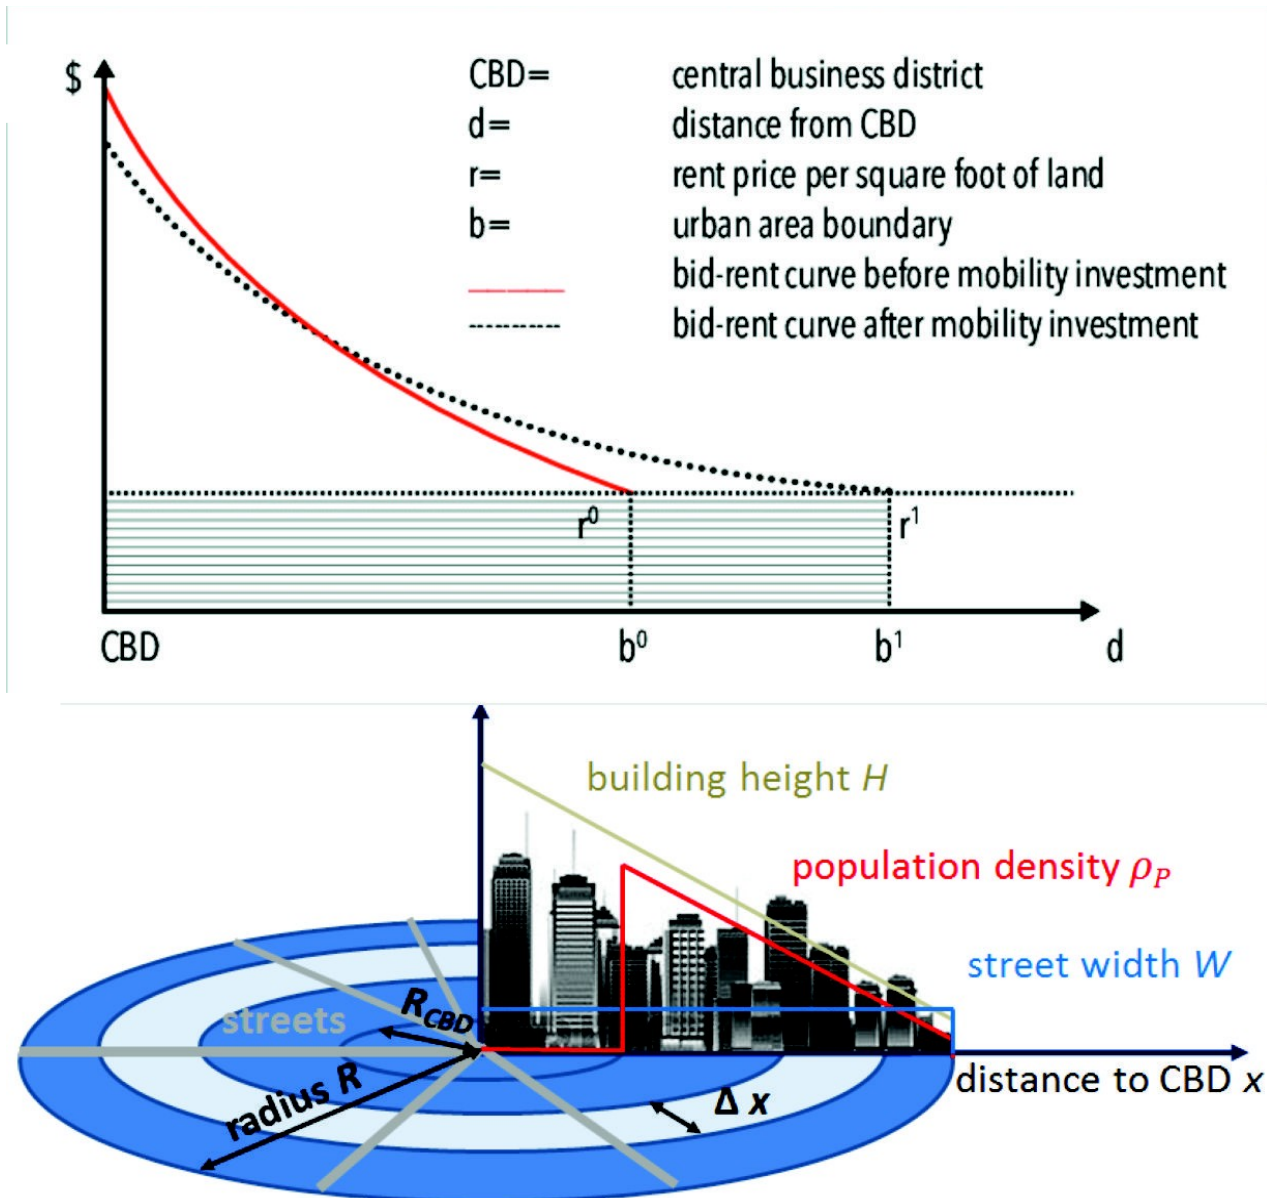 $
CBD= central business district
d= distance from CBD
r= rent price per square foot of land
b= urban area boundary
bid-rent curve before mobility investment
bid-rent curve after mobility investment
r⁰ r¹
CBD b⁰ b¹ d
building height H
population density ρ_P
street width W
streets
R_CBD
radius R
Δ x
distance to CBD x